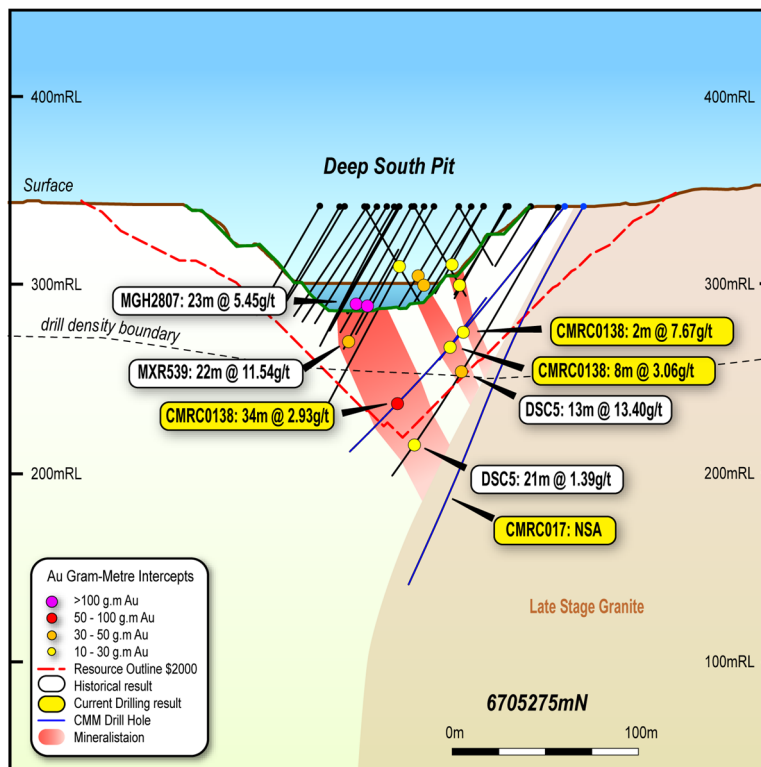 400mRL
400mRL
Deep South Pit
Surface
300mRL
300mRL
MGH2807: 23m @ 5.45g/t
drill density boundary
CMRC0138: 2m @ 7.67g/t
MXR539: 22m @ 11.54g/t
CMRC0138: 8m @ 3.06g/t
CMRC0138: 34m @ 2.93g/t
DSC5: 13m @ 13.40g/t
200mRL
200mRL
DSC5: 21m @ 1.39g/t
CMRC017: NSA
Au Gram-Metre Intercepts
>100 g.m Au
50 - 100 g.m Au
30 - 50 g.m Au
10 - 30 g.m Au
Resource Outline $2000
Historical result
Current Drilling result
CMM Drill Hole
Mineralistaion
Late Stage Granite
100mRL
6705275mN
0m
100m